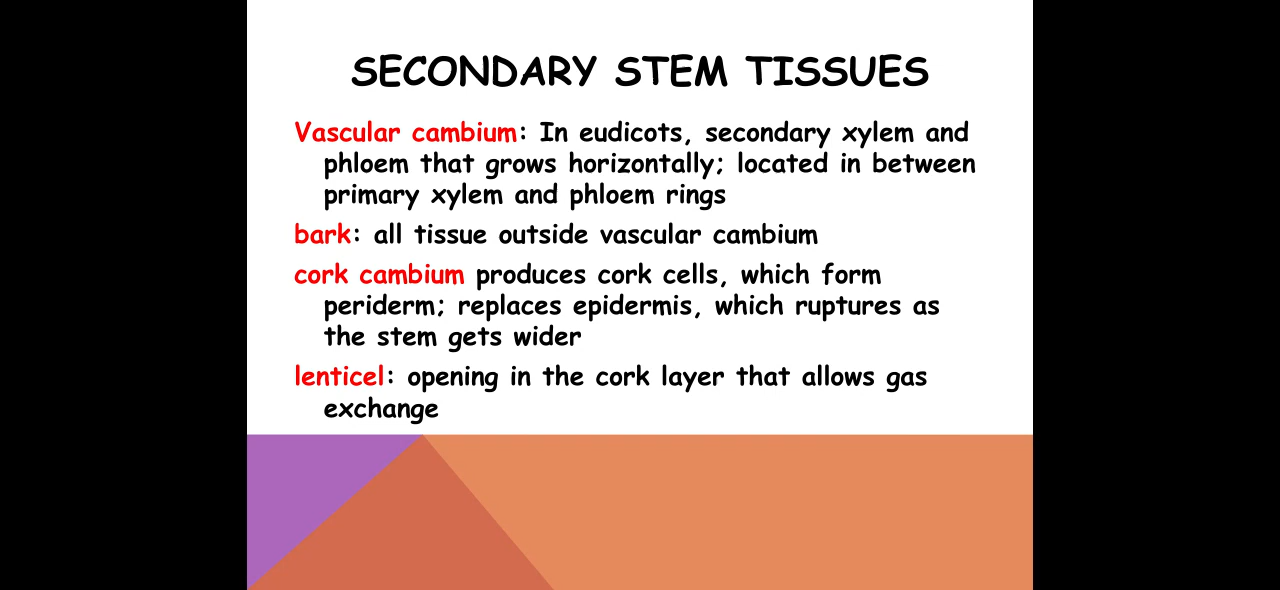 SECONDARY STEM TISSUES
Vascular cambium: In eudicots, secondary xylem and
phloem that grows horizontally; located in between
primary xylem and phloem rings
bark: all tissue outside vascular cambium
cork cambium produces cork cells, which form
periderm; replaces epidermis, which ruptures as
the stem gets wider
lenticel: opening in the cork layer that allows gas
exchange